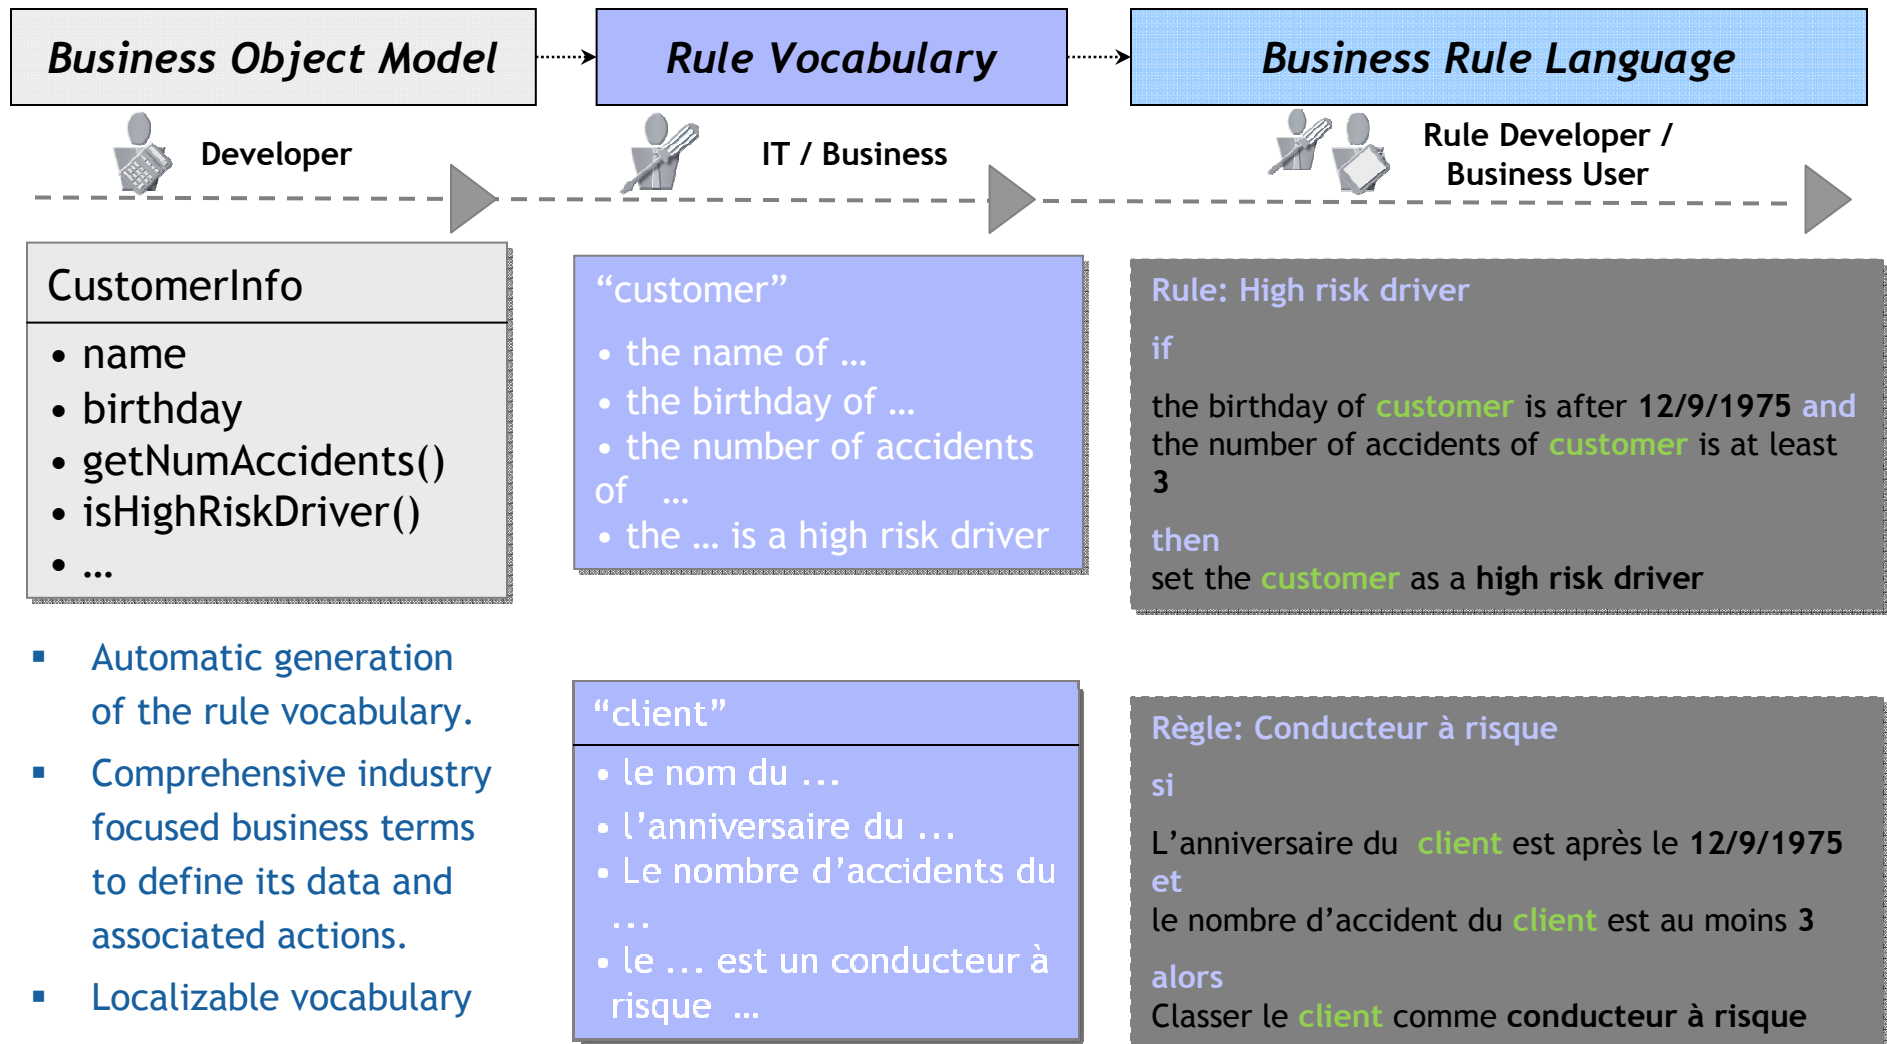 Business Object Model
Rule Vocabulary
Business Rule Language
Developer
IT / Business
Rule Developer /
Business User
CustomerInfo
• name
• birthday
• getNumAccidents()
• isHighRiskDriver()
• …
“customer”
• the name of …
• the birthday of …
• the number of accidents
of …
• the … is a high risk driver
Rule: High risk driver
if
the birthday of customer is after 12/9/1975 and
the number of accidents of customer is at least
3
then
set the customer as a high risk driver
▪ Automatic generation
of the rule vocabulary.
▪ Comprehensive industry
focused business terms
to define its data and
associated actions.
▪ Localizable vocabulary
“client”
• le nom du ...
• l’anniversaire du ...
• Le nombre d’accidents du
...
• le ... est un conducteur à
risque …
Règle: Conducteur à risque
si
L’anniversaire du client est après le 12/9/1975
et
le nombre d’accident du client est au moins 3
alors
Classer le client comme conducteur à risque